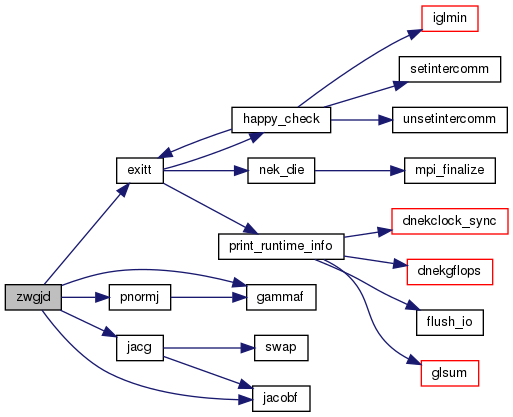 iglmin
setintercomm
happy_check
unsetintercomm
exitt
nek_die
mpi_finalize
dnekclock_sync
print_runtime_info
dnekgflops
zwgjd
pnormj
gammaf
flush_io
jacg
swap
glsum
jacobf